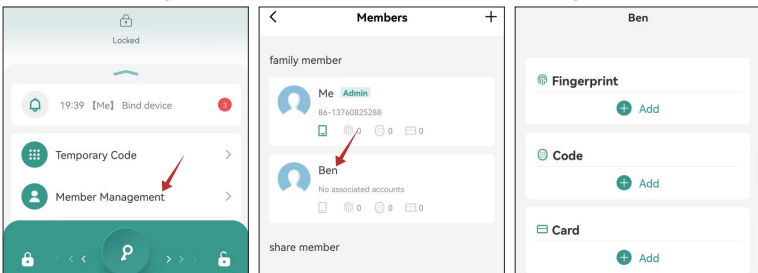 Locked
19:39 【Me】 Bind device
3
Temporary Code
Member Management
Members
family member
Me Admin
86-13760825288
0 0 0
Ben
No associated accounts
0 0 0
share member
Ben
Fingerprint
Add
Code
Add
Card
Add